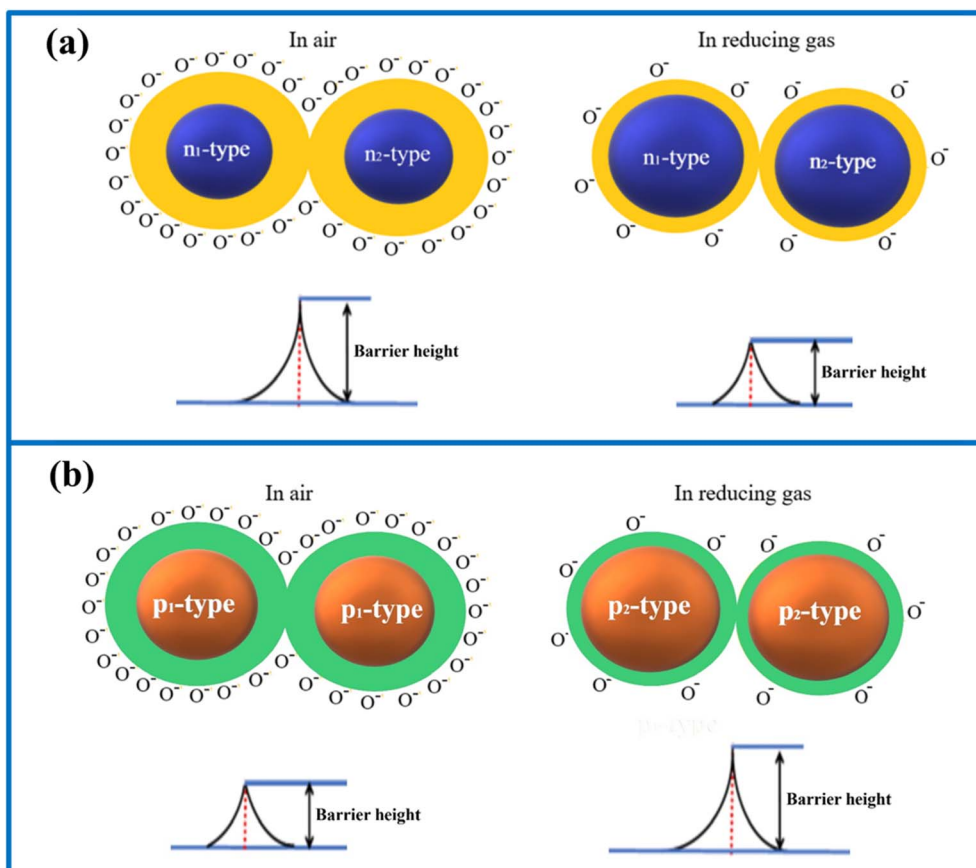 (a)
In air
In reducing gas
O⁻ O⁻ O⁻ O⁻ O⁻ O⁻ O⁻ O⁻ O⁻ O⁻ O⁻ O⁻ O⁻ O⁻ O⁻ O⁻ O⁻ O⁻ O⁻ O⁻
n₁-type
n₂-type
O⁻ O⁻ O⁻ O⁻ O⁻ O⁻ O⁻ O⁻ O⁻ O⁻ O⁻ O⁻ O⁻ O⁻ O⁻ O⁻ O⁻ O⁻ O⁻ O⁻
O⁻ O⁻ O⁻ O⁻ O⁻
n₁-type
n₂-type
O⁻ O⁻ O⁻ O⁻ O⁻ O⁻
Barrier height
Barrier height
(b)
In air
In reducing gas
O⁻ O⁻ O⁻ O⁻ O⁻ O⁻ O⁻ O⁻ O⁻ O⁻ O⁻ O⁻ O⁻ O⁻ O⁻ O⁻ O⁻ O⁻ O⁻ O⁻
p₁-type
p₁-type
O⁻ O⁻ O⁻ O⁻ O⁻ O⁻ O⁻ O⁻ O⁻ O⁻ O⁻ O⁻ O⁻ O⁻ O⁻ O⁻ O⁻ O⁻ O⁻ O⁻
O⁻ O⁻ O⁻ O⁻ O⁻
p₂-type
p₂-type
O⁻ O⁻ O⁻ O⁻ O⁻ O⁻
Barrier height
Barrier height